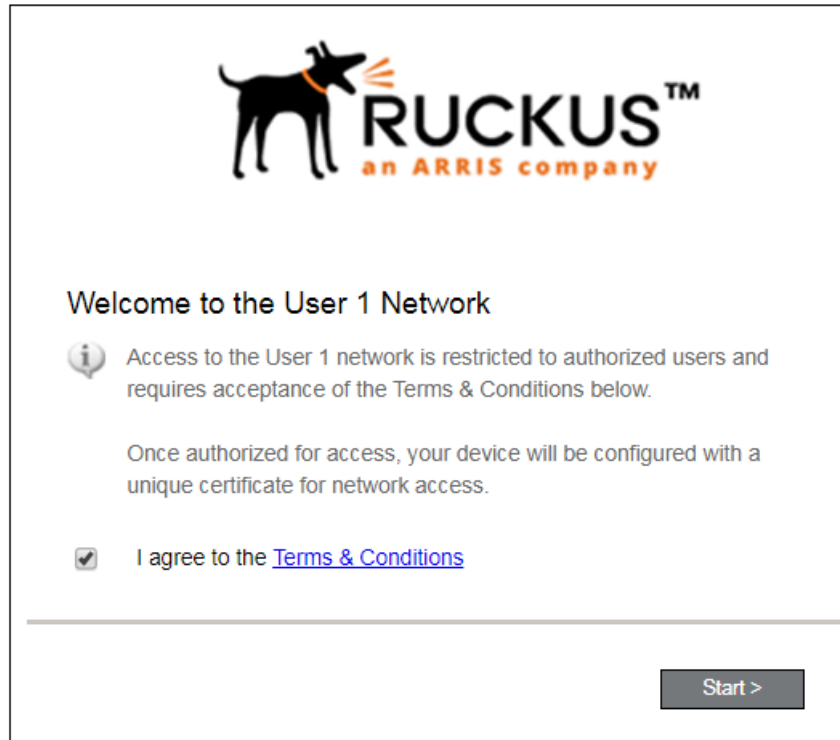 RUCKUS™
an ARRIS company
Welcome to the User 1 Network
Access to the User 1 network is restricted to authorized users and
requires acceptance of the Terms & Conditions below.
Once authorized for access, your device will be configured with a
unique certificate for network access.
I agree to the Terms & Conditions
Start >